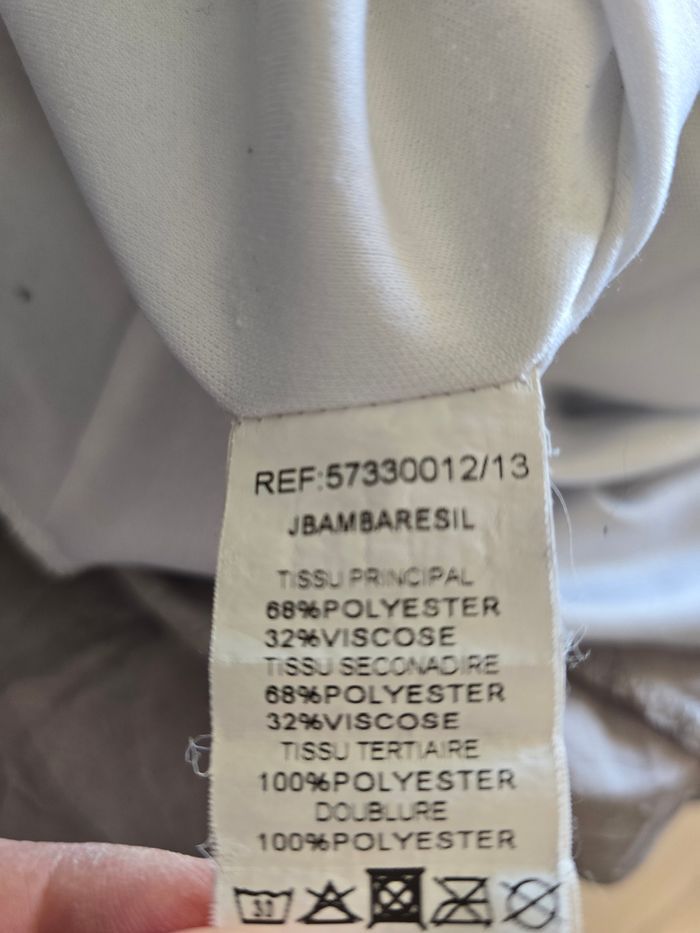 REF:57330012/13
JBAMBARESIL
TISSU PRINCIPAL
68%POLYESTER
32%VISCOSE
TISSU SECONADIRE
68%POLYESTER
32%VISCOSE
TISSU TERTIAIRE
100%POLYESTER
DOUBLURE
100%POLYESTER
30